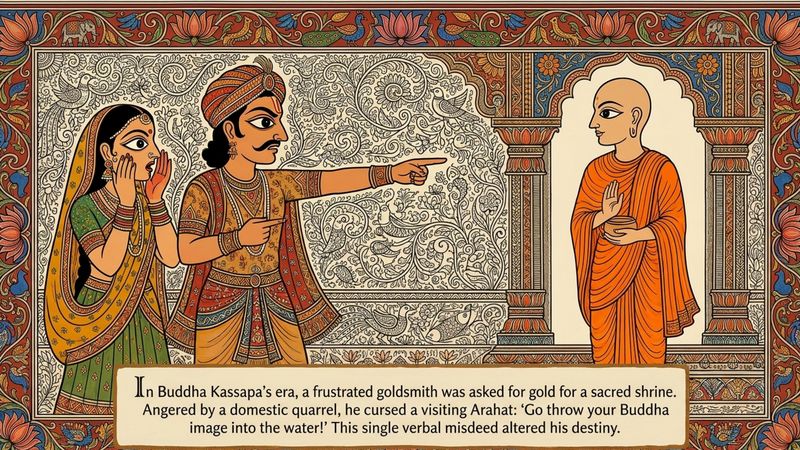 In Buddha Kassapa's era, a frustrated goldsmith was asked for gold for a sacred shrine.
Angered by a domestic quarrel, he cursed a visiting Arahat: ‘Go throw your Buddha
image into the water!’ This single verbal misdeed altered his destiny.